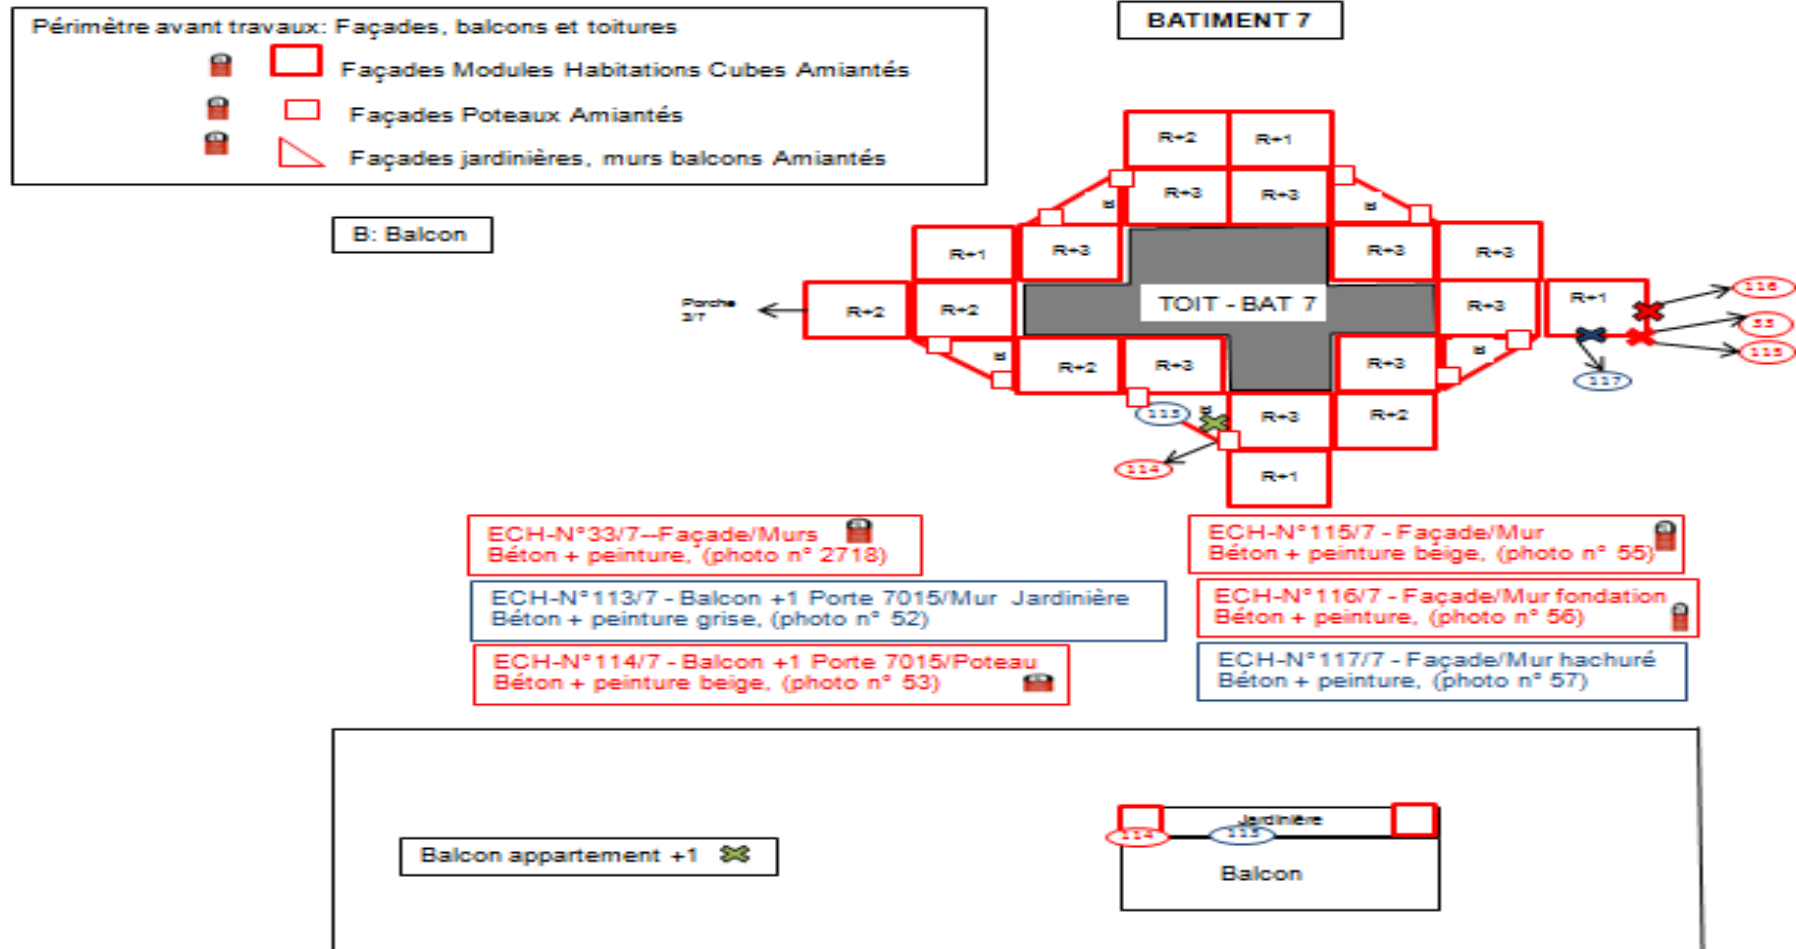 Périmètre avant travaux: Façades, balcons et toitures
Façades Modules Habitations Cubes Amiantés
Façades Poteaux Amiantés
Façades jardinières, murs balcons Amiantés
BATIMENT 7
B: Balcon
R+2 R+1
R+3 R+3
B B
R+1 R+3 R+3 R+3
Porche
3/7
R+2 R+2 TOIT - BAT 7 R+3 R+1
116
33
115
117
B R+2 R+3 R+3 B
113 B R+3 R+2
114
R+1
ECH-N°33/7--Façade/Murs
Béton + peinture, (photo n° 2718)
ECH-N°113/7 - Balcon +1 Porte 7015/Mur Jardinière
Béton + peinture grise, (photo n° 52)
ECH-N°114/7 - Balcon +1 Porte 7015/Poteau
Béton + peinture beige, (photo n° 53)
ECH-N°115/7 - Façade/Mur
Béton + peinture bèige, (photo n° 55)
ECH-N°116/7 - Façade/Mur fondation
Béton + peinture, (photo n° 56)
ECH-N°117/7 - Façade/Mur hachuré
Béton + peinture, (photo n° 57)
Balcon appartement +1
Jardinière
114 113
Balcon